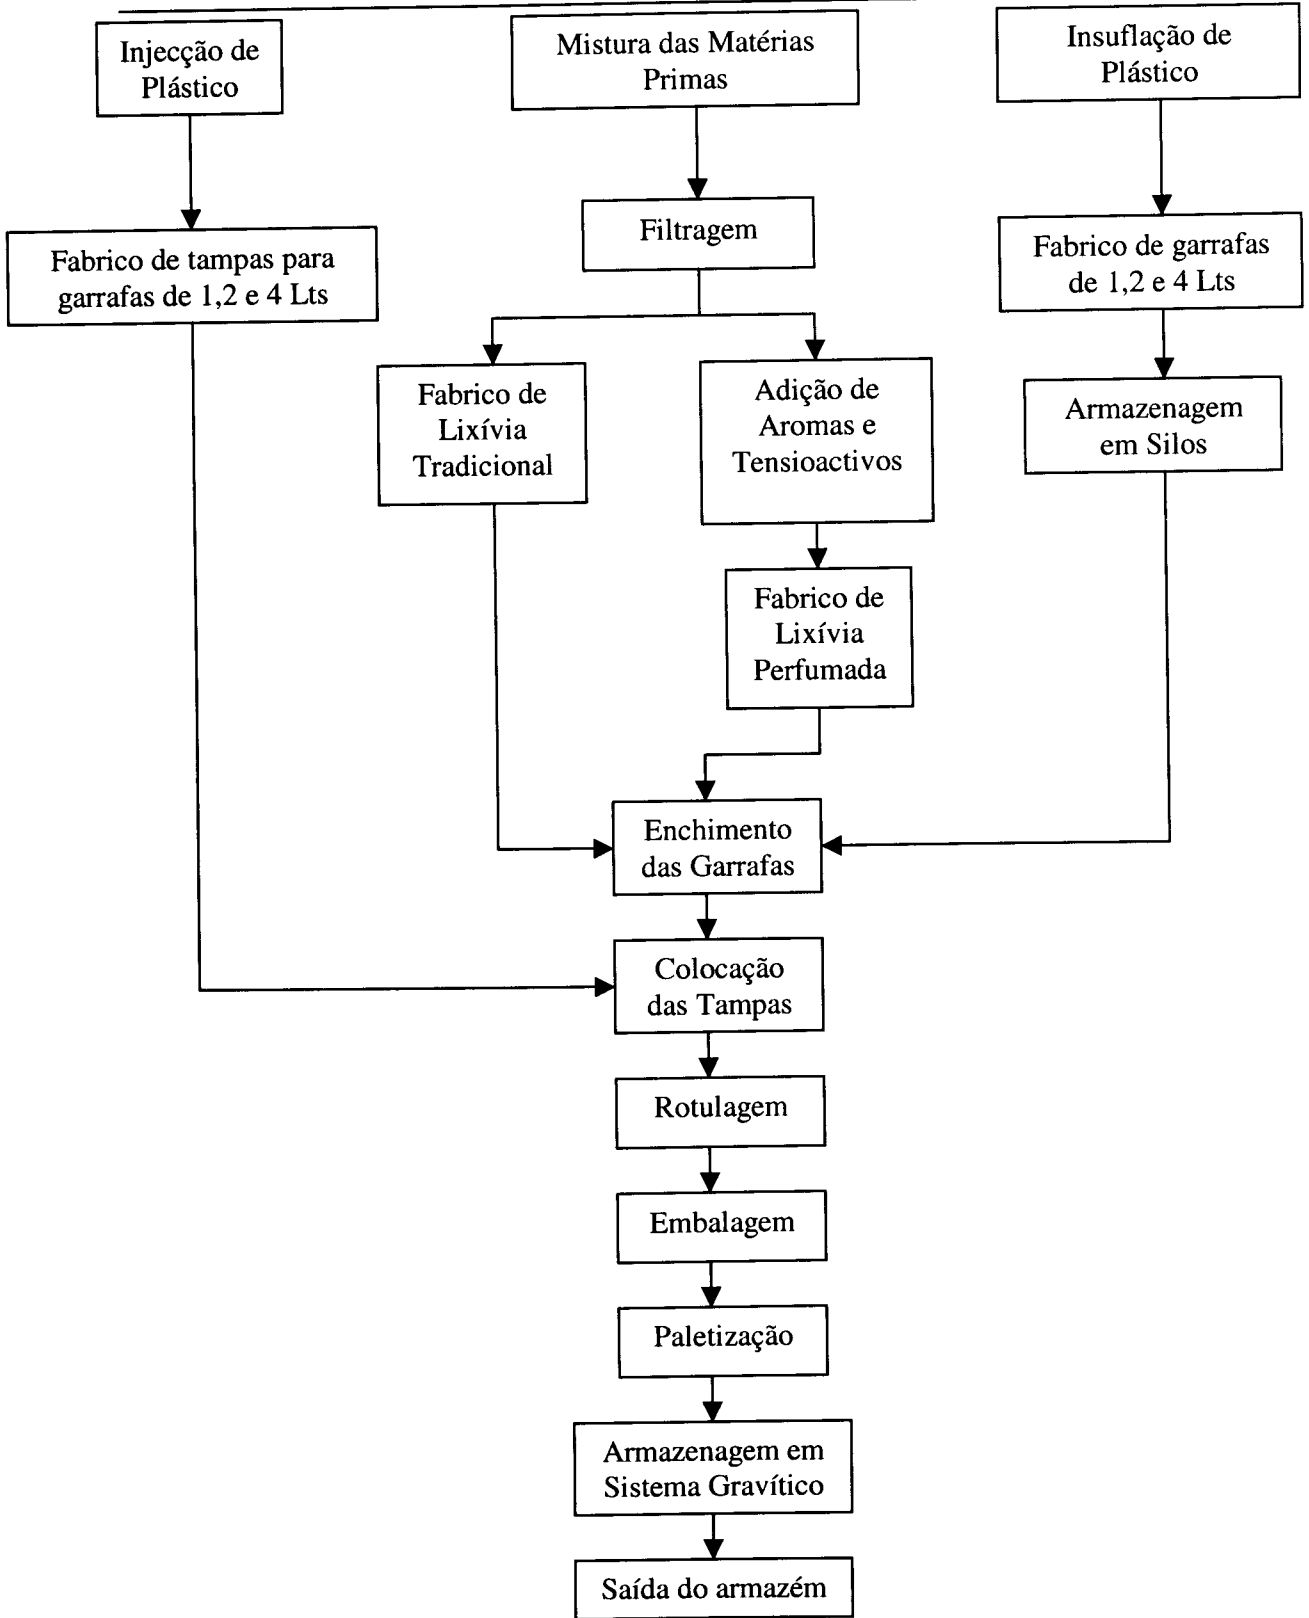 Injecção de
Plástico
Mistura das Matérias
Primas
Insuflação de
Plástico
Fabrico de tampas para
garrafas de 1,2 e 4 Lts
Filtragem
Fabrico de garrafas
de 1,2 e 4 Lts
Fabrico de
Lixívia
Tradicional
Adição de
Aromas e
Tensioactivos
Armazenagem
em Silos
Fabrico de
Lixívia
Perfumada
Enchimento
das Garrafas
Colocação
das Tampas
Rotulagem
Embalagem
Paletização
Armazenagem em
Sistema Gravítico
Saída do armazém